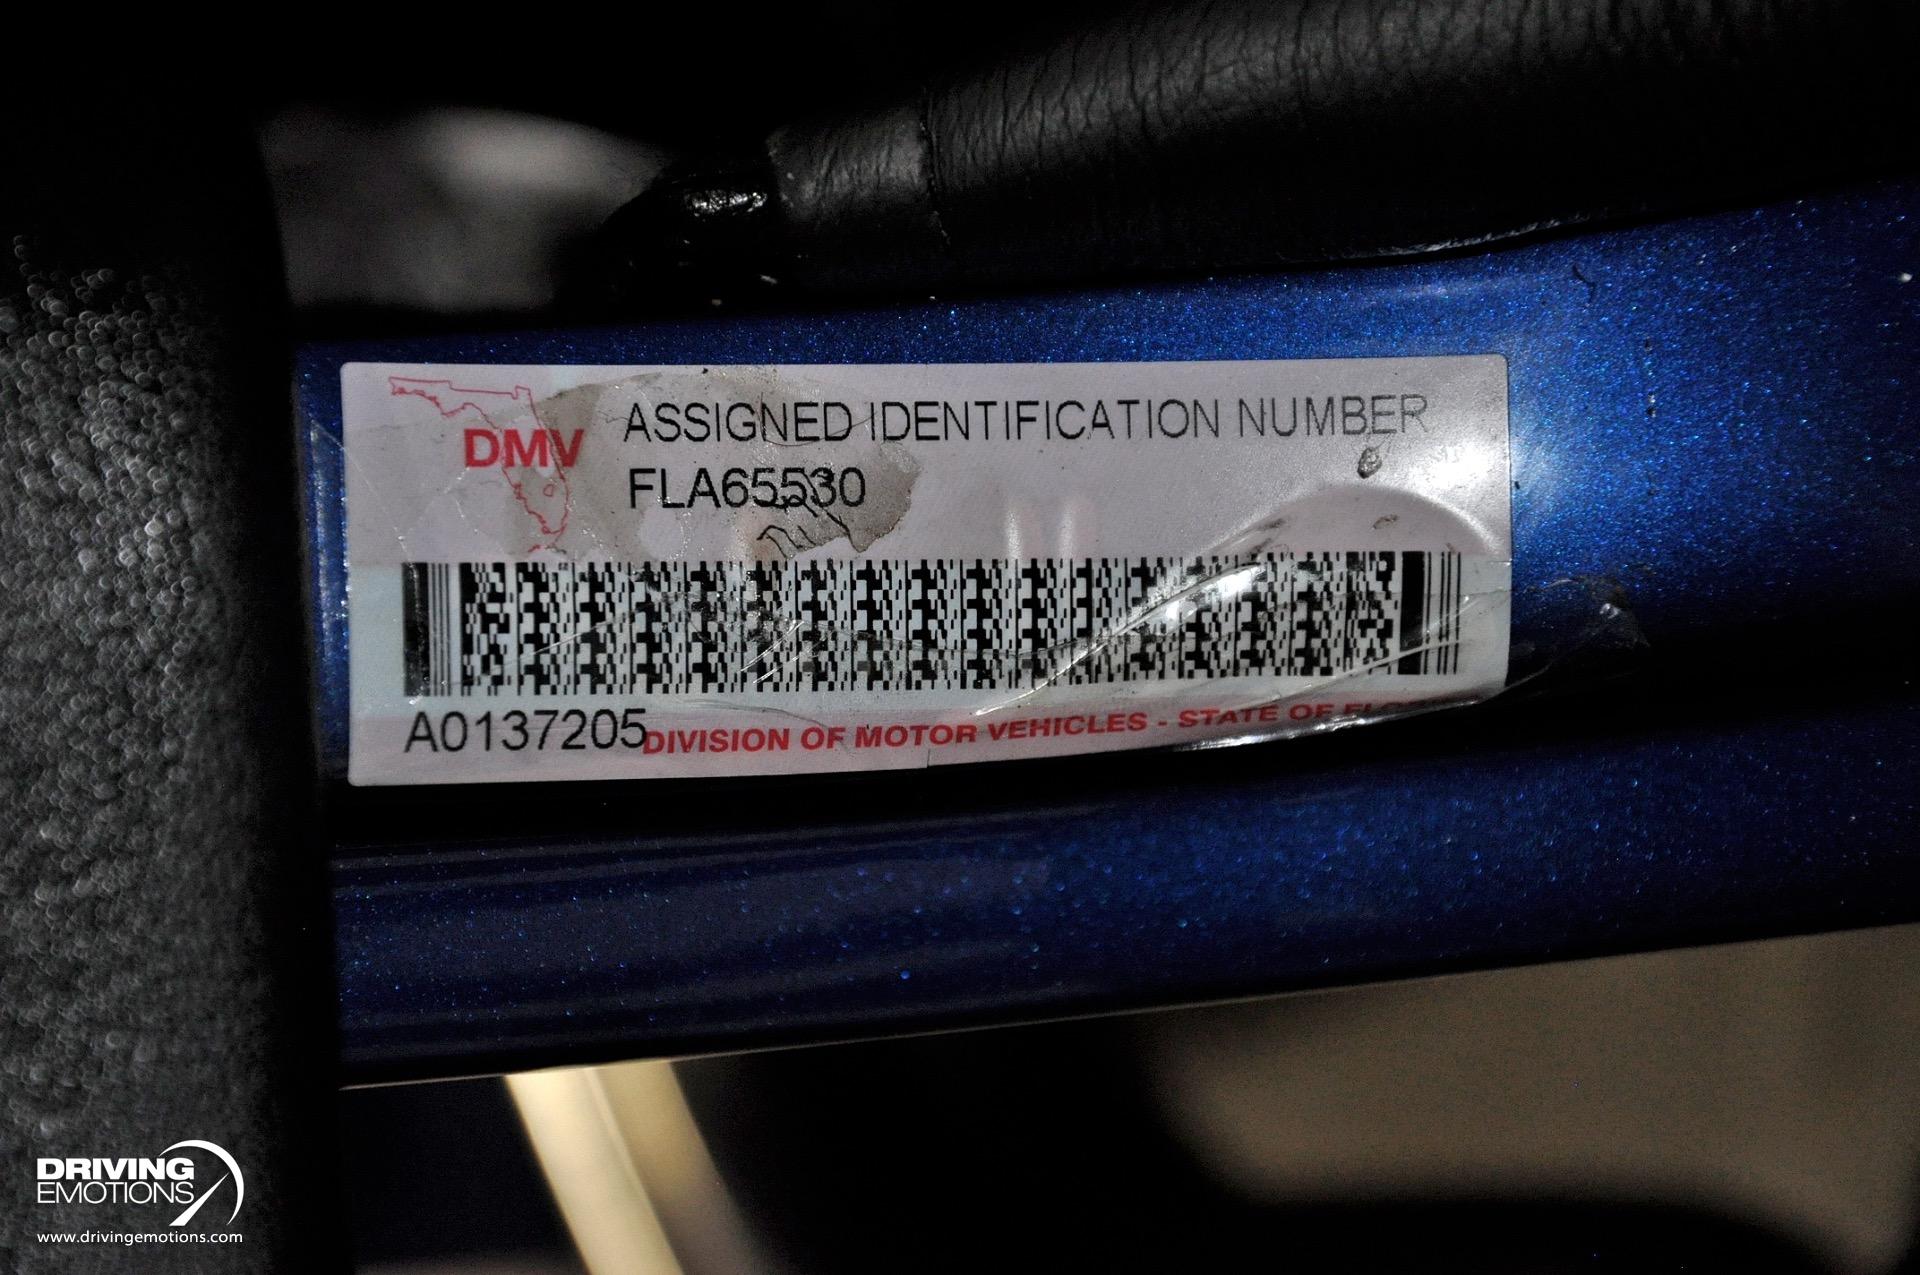 DMV
ASSIGNED IDENTIFICATION NUMBER
FLA65530
A0137205
DIVISION OF MOTOR VEHICLES - STATE OF
DRIVING
EMOTIONS
www.drivingemotions.com